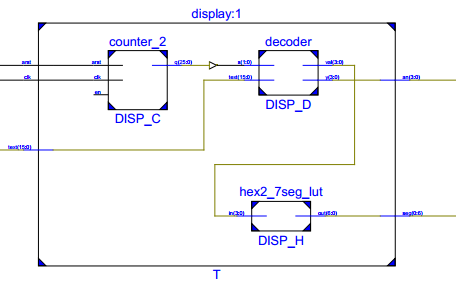 display:1
counter_2
decoder
arst arst q(25:0) s(1:0) val(3:0)
clk clk text(15:0) y(3:0) an(3:0)
en
DISP_C
DISP_D
text(15:0)
hex2_7seg_lut
in(3:0) out(6:0) seg(0:6)
DISP_H
T